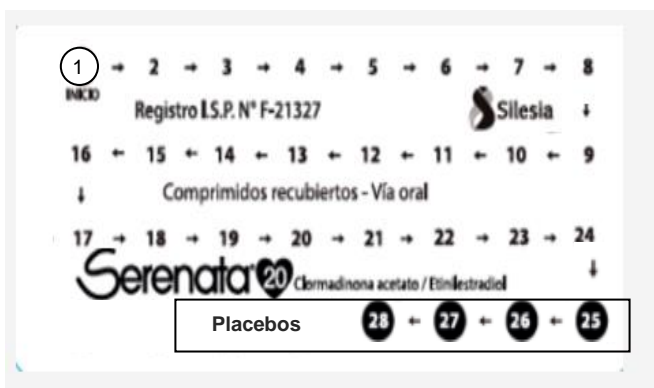 1 → 2 → 3 → 4 → 5 → 6 → 7 → 8
INICIO
Registro I.S.P. N° F-21327 Silesia ↓
16 ← 15 ← 14 ← 13 ← 12 ← 11 ← 10 ← 9
↓ Comprimidos recubiertos - Vía oral
17 → 18 → 19 → 20 → 21 → 22 → 23 → 24
Serenata 20 Clormadinona acetato / Etinilestradiol ↓
Placebos 28 ← 27 ← 26 ← 25